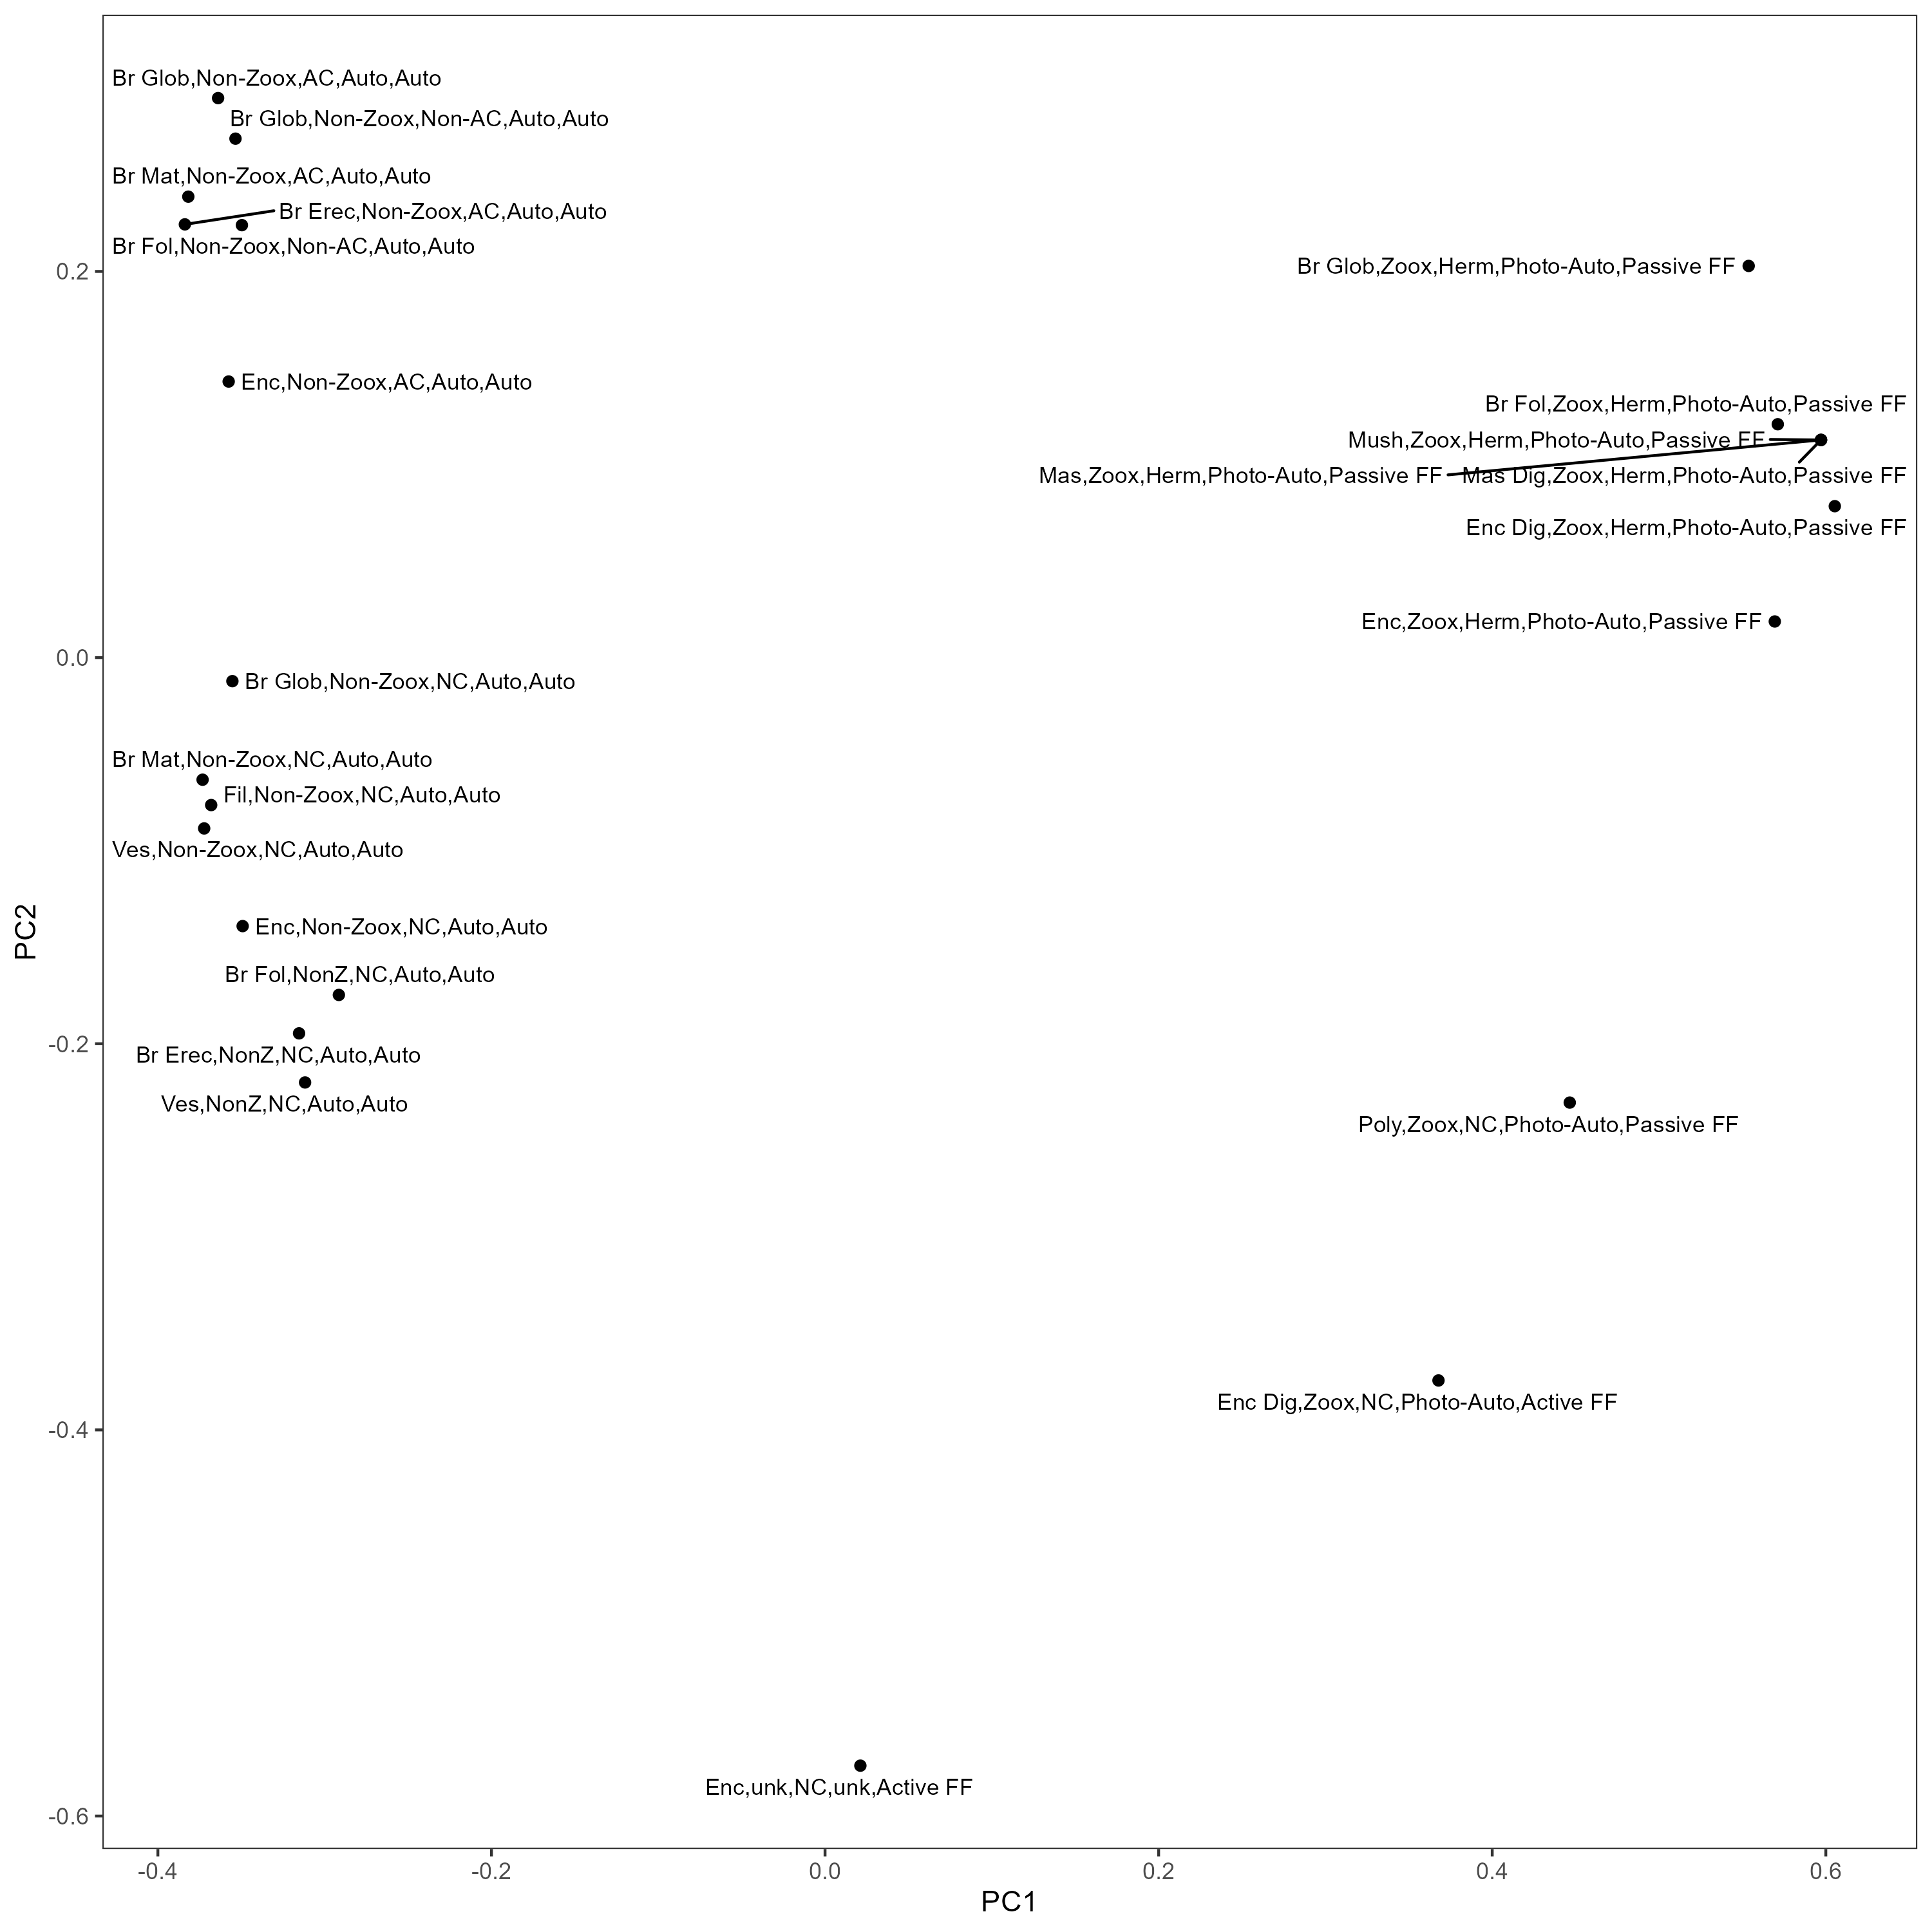 Br Glob,Non-Zoox,AC,Auto,Auto
Br Glob,Non-Zoox,Non-AC,Auto,Auto
Br Mat,Non-Zoox,AC,Auto,Auto
Br Erec,Non-Zoox,AC,Auto,Auto
Br Fol,Non-Zoox,Non-AC,Auto,Auto
0.2
Br Glob,Zoox,Herm,Photo-Auto,Passive FF
Enc,Non-Zoox,AC,Auto,Auto
Br Fol,Zoox,Herm,Photo-Auto,Passive FF
Mush,Zoox,Herm,Photo-Auto,Passive FF
Mas,Zoox,Herm,Photo-Auto,Passive FF
Mas Dig,Zoox,Herm,Photo-Auto,Passive FF
Enc Dig,Zoox,Herm,Photo-Auto,Passive FF
Enc,Zoox,Herm,Photo-Auto,Passive FF
0.0
Br Glob,Non-Zoox,NC,Auto,Auto
Br Mat,Non-Zoox,NC,Auto,Auto
Fil,Non-Zoox,NC,Auto,Auto
Ves,Non-Zoox,NC,Auto,Auto
PC2
Enc,Non-Zoox,NC,Auto,Auto
Br Fol,NonZ,NC,Auto,Auto
-0.2
Br Erec,NonZ,NC,Auto,Auto
Ves,NonZ,NC,Auto,Auto
Poly,Zoox,NC,Photo-Auto,Passive FF
Enc Dig,Zoox,NC,Photo-Auto,Active FF
-0.4
Enc,unk,NC,unk,Active FF
-0.6
-0.4 -0.2 0.0 0.2 0.4 0.6
PC1